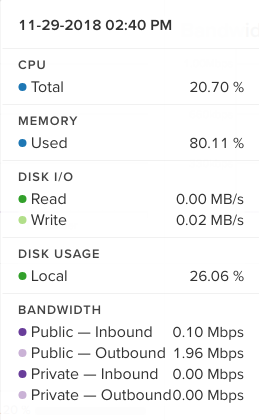 11-29-2018 02:40 PM
CPU
Total 20.70 %
MEMORY
Used 80.11 %
DISK I/O
Read 0.00 MB/s
Write 0.02 MB/s
DISK USAGE
Local 26.06 %
BANDWIDTH
Public — Inbound 0.10 Mbps
Public — Outbound 1.96 Mbps
Private — Inbound 0.00 Mbps
Private — Outbound 0.00 Mbps